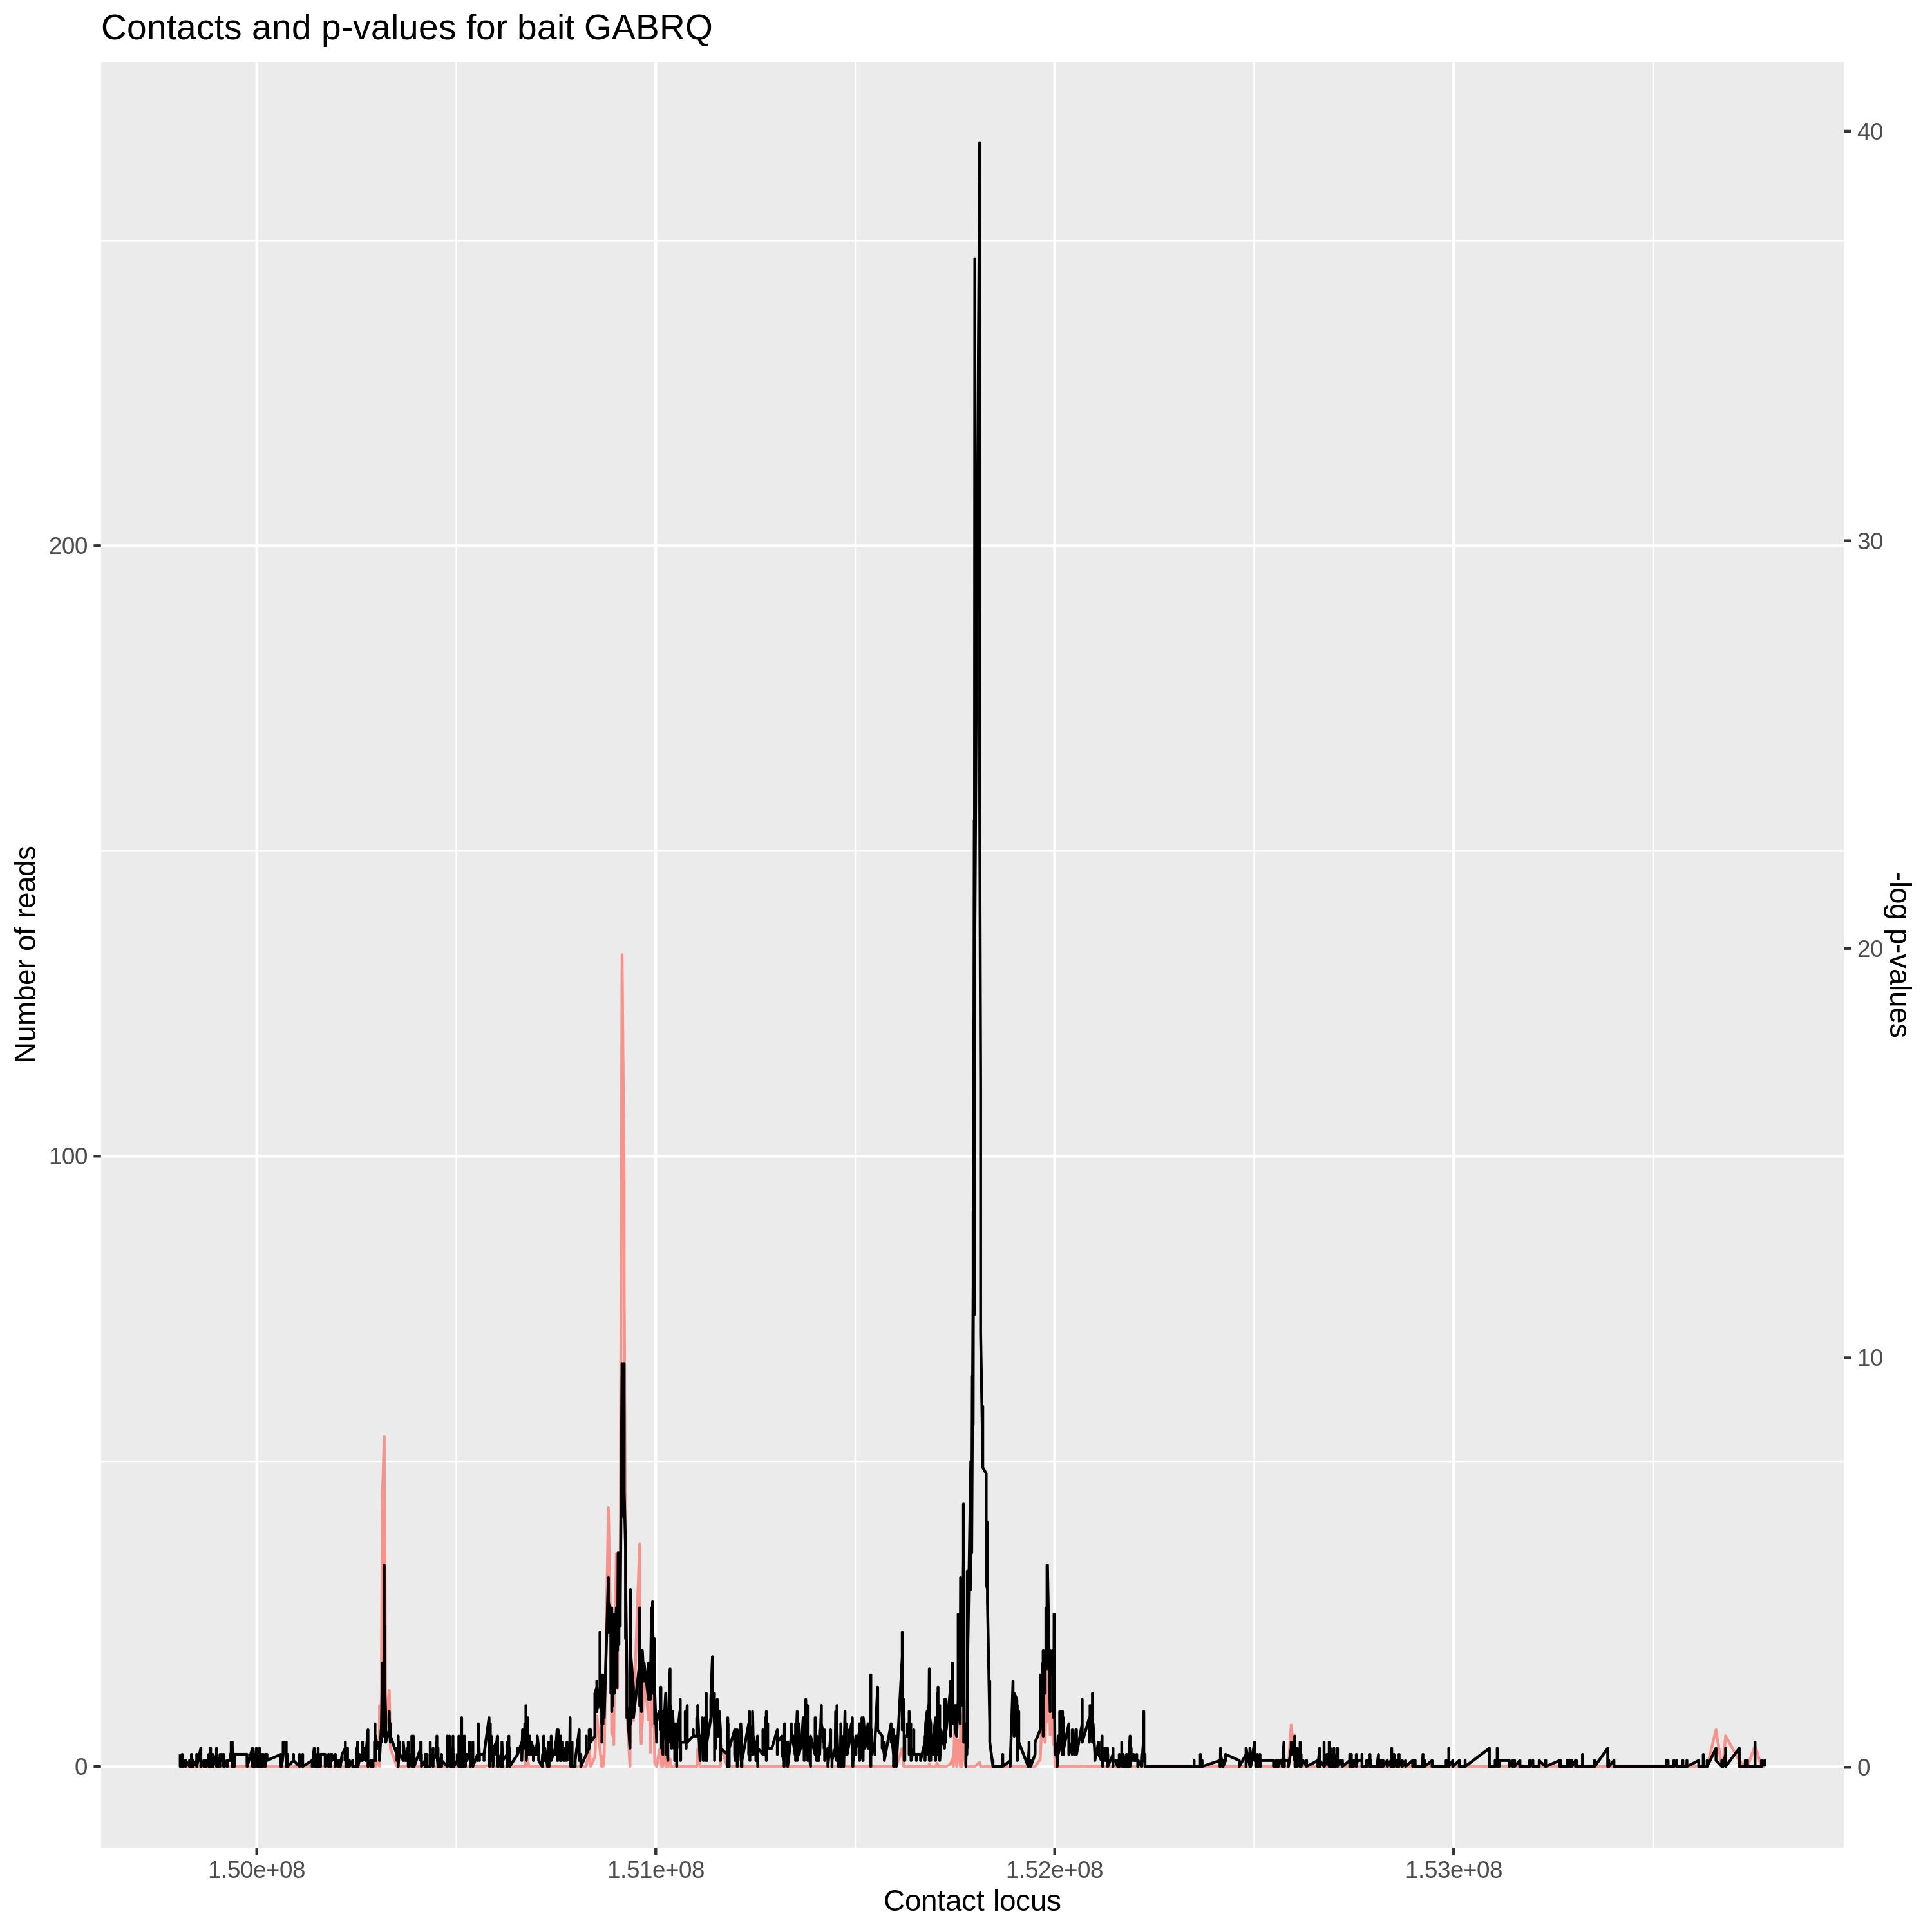 Contacts and p-values for bait GABRQ
Number of reads
200
100
0
40
30
20
10
0
-log p-values
1.50e+08
1.51e+08
1.52e+08
1.53e+08
Contact locus